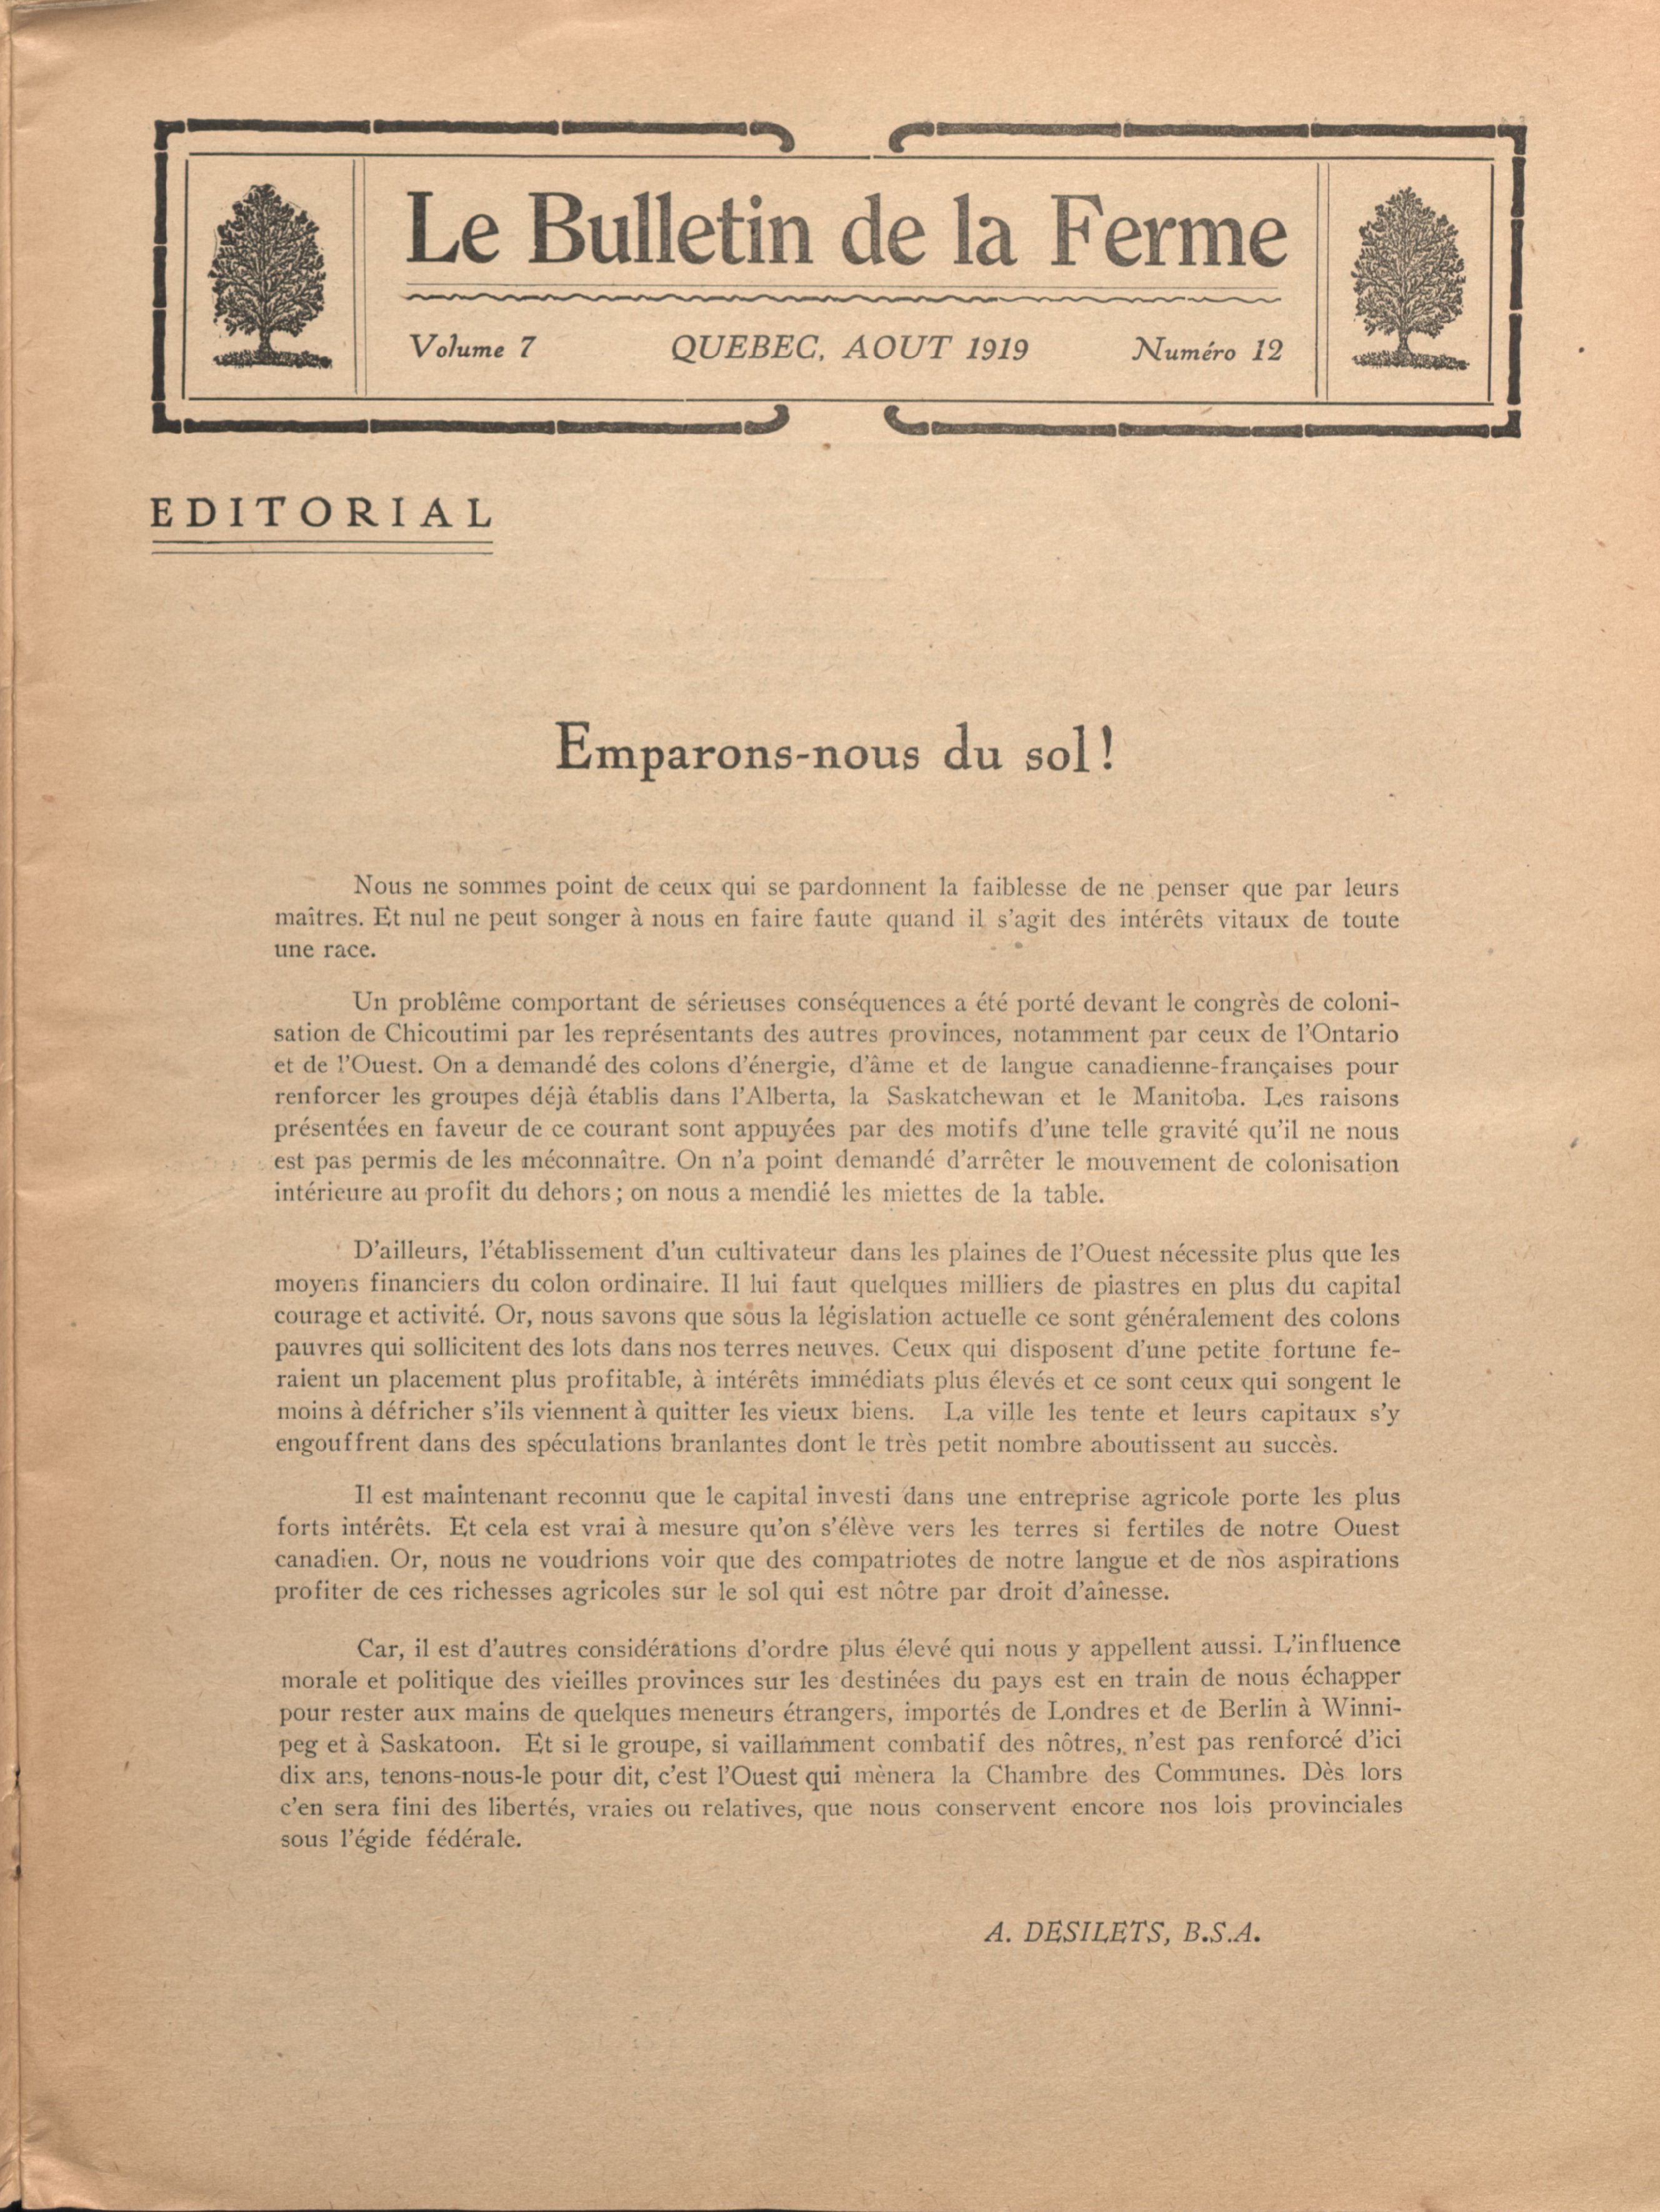 Le Bulletin de la Ferme
Volume 7 QUEBEC, AOUT 1919 Numéro 12
EDITORIAL
Emparons-nous du sol!
Nous ne sommes point de ceux qui se pardonnent la faiblesse de ne penser que par leurs
maîtres. Et nul ne peut songer à nous en faire faute quand il s'agit des intérêts vitaux de toute
une race.
Un problême comportant de sérieuses conséquences a été porté devant le congrès de coloni-
sation de Chicoutimi par les représentants des autres provinces, notamment par ceux de l'Ontario
et de l'Ouest. On a demandé des colons d'énergie, d'âme et de langue canadienne-françaises pour
renforcer les groupes déjà établis dans l'Alberta, la Saskatchewan et le Manitoba. Les raisons
présentées en faveur de ce courant sont appuyées par des motifs d'une telle gravité qu'il ne nous
est pas permis de les méconnaître. On n'a point demandé d'arrêter le mouvement de colonisation
intérieure au profit du dehors; on nous a mendié les miettes de la table.
D'ailleurs, l'établissement d'un cultivateur dans les plaines de l'Ouest nécessite plus que les
moyens financiers du colon ordinaire. Il lui faut quelques milliers de piastres en plus du capital
courage et activité. Or, nous savons que sous la législation actuelle ce sont généralement des colons
pauvres qui sollicitent des lots dans nos terres neuves. Ceux qui disposent d'une petite fortune fe-
raient un placement plus profitable, à intérêts immédiats plus élevés et ce sont ceux qui songent le
moins à défricher s'ils viennent à quitter les vieux biens. La ville les tente et leurs capitaux s'y
engouffrent dans des spéculations branlantes dont le très petit nombre aboutissent au succès.
Il est maintenant reconnu que le capital investi dans une entreprise agricole porte les plus
forts intérêts. Et cela est vrai à mesure qu'on s'élève vers les terres si fertiles de notre Ouest
canadien. Or, nous ne voudrions voir que des compatriotes de notre langue et de nos aspirations
profiter de ces richesses agricoles sur le sol qui est nôtre par droit d'aînesse.
Car, il est d'autres considérations d'ordre plus élevé qui nous y appellent aussi. L'influence
morale et politique des vieilles provinces sur les destinées du pays est en train de nous échapper
pour rester aux mains de quelques meneurs étrangers, importés de Londres et de Berlin à Winni-
peg et à Saskatoon. Et si le groupe, si vaillamment combatif des nôtres, n'est pas renforcé d'ici
dix ans, tenons-nous-le pour dit, c'est l'Ouest qui mènera la Chambre des Communes. Dès lors
c'en sera fini des libertés, vraies ou relatives, que nous conservent encore nos lois provinciales
sous l'égide fédérale.
A. DESILETS, B.S.A.